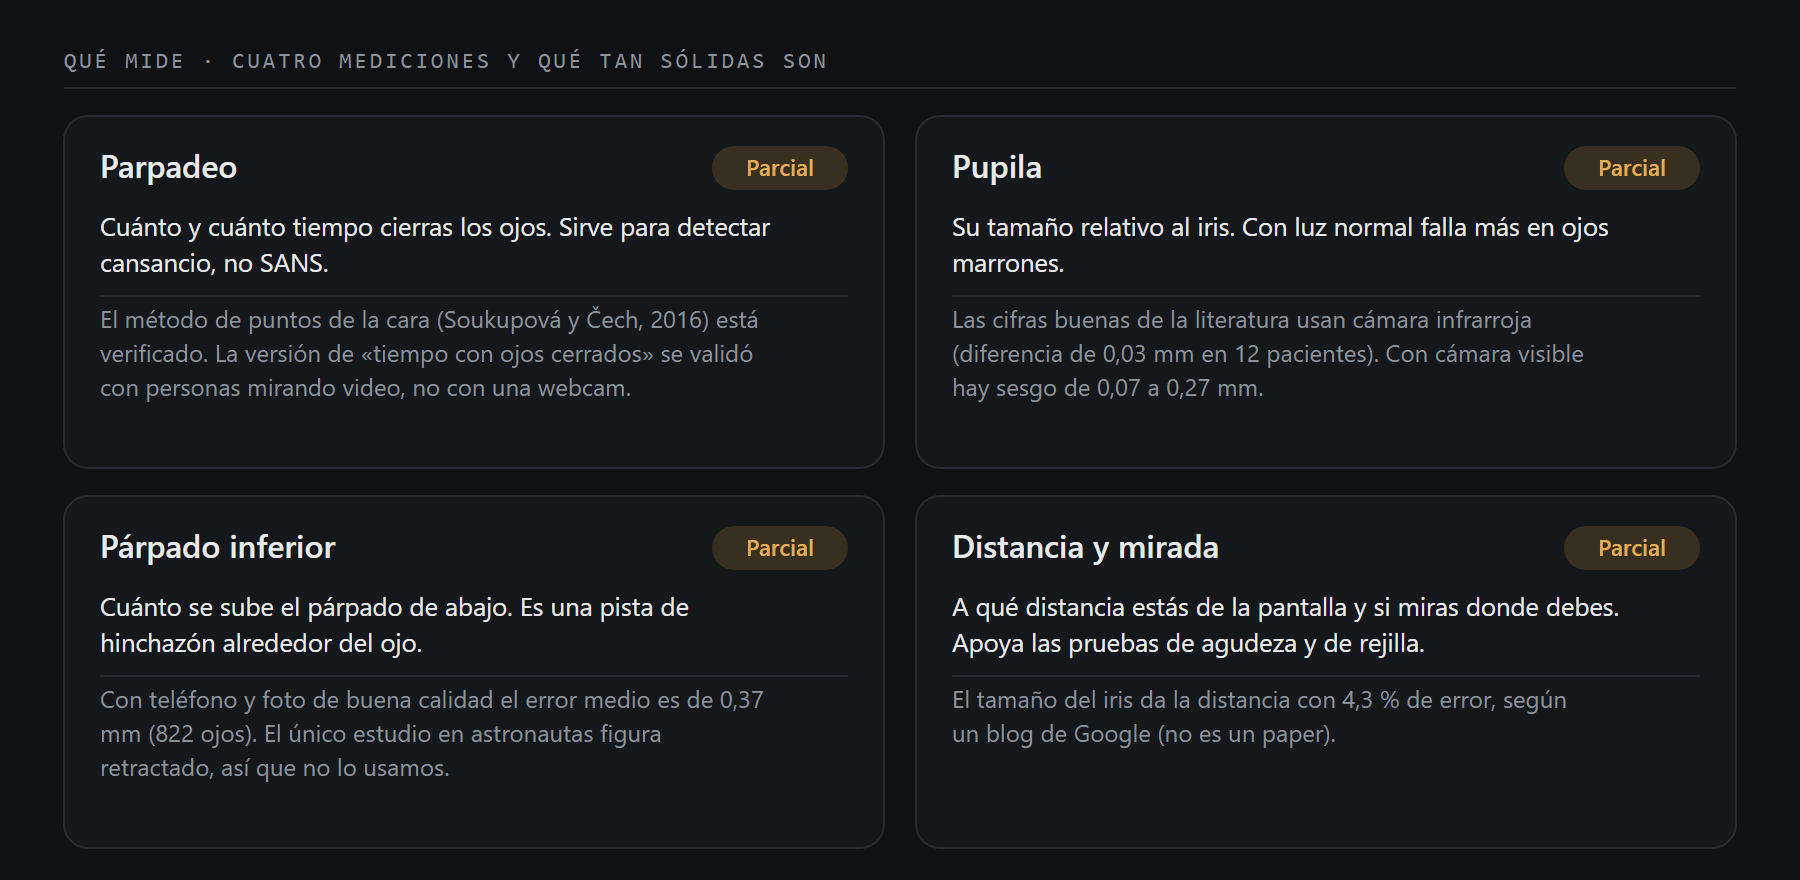 QUÉ MIDE · CUATRO MEDICIONES Y QUÉ TAN SÓLIDAS SON
Parpadeo
Parcial
Cuánto y cuánto tiempo cierras los ojos. Sirve para detectar
cansancio, no SANS.
El método de puntos de la cara (Soukupová y Čech, 2016) está
verificado. La versión de «tiempo con ojos cerrados» se validó
con personas mirando video, no con una webcam.
Pupila
Parcial
Su tamaño relativo al iris. Con luz normal falla más en ojos
marrones.
Las cifras buenas de la literatura usan cámara infrarroja
(diferencia de 0,03 mm en 12 pacientes). Con cámara visible
hay sesgo de 0,07 a 0,27 mm.
Párpado inferior
Parcial
Cuánto se sube el párpado de abajo. Es una pista de
hinchazón alrededor del ojo.
Con teléfono y foto de buena calidad el error medio es de 0,37
mm (822 ojos). El único estudio en astronautas figura
retractado, así que no lo usamos.
Distancia y mirada
Parcial
A qué distancia estás de la pantalla y si miras donde debes.
Apoya las pruebas de agudeza y de rejilla.
El tamaño del iris da la distancia con 4,3 % de error, según
un blog de Google (no es un paper).